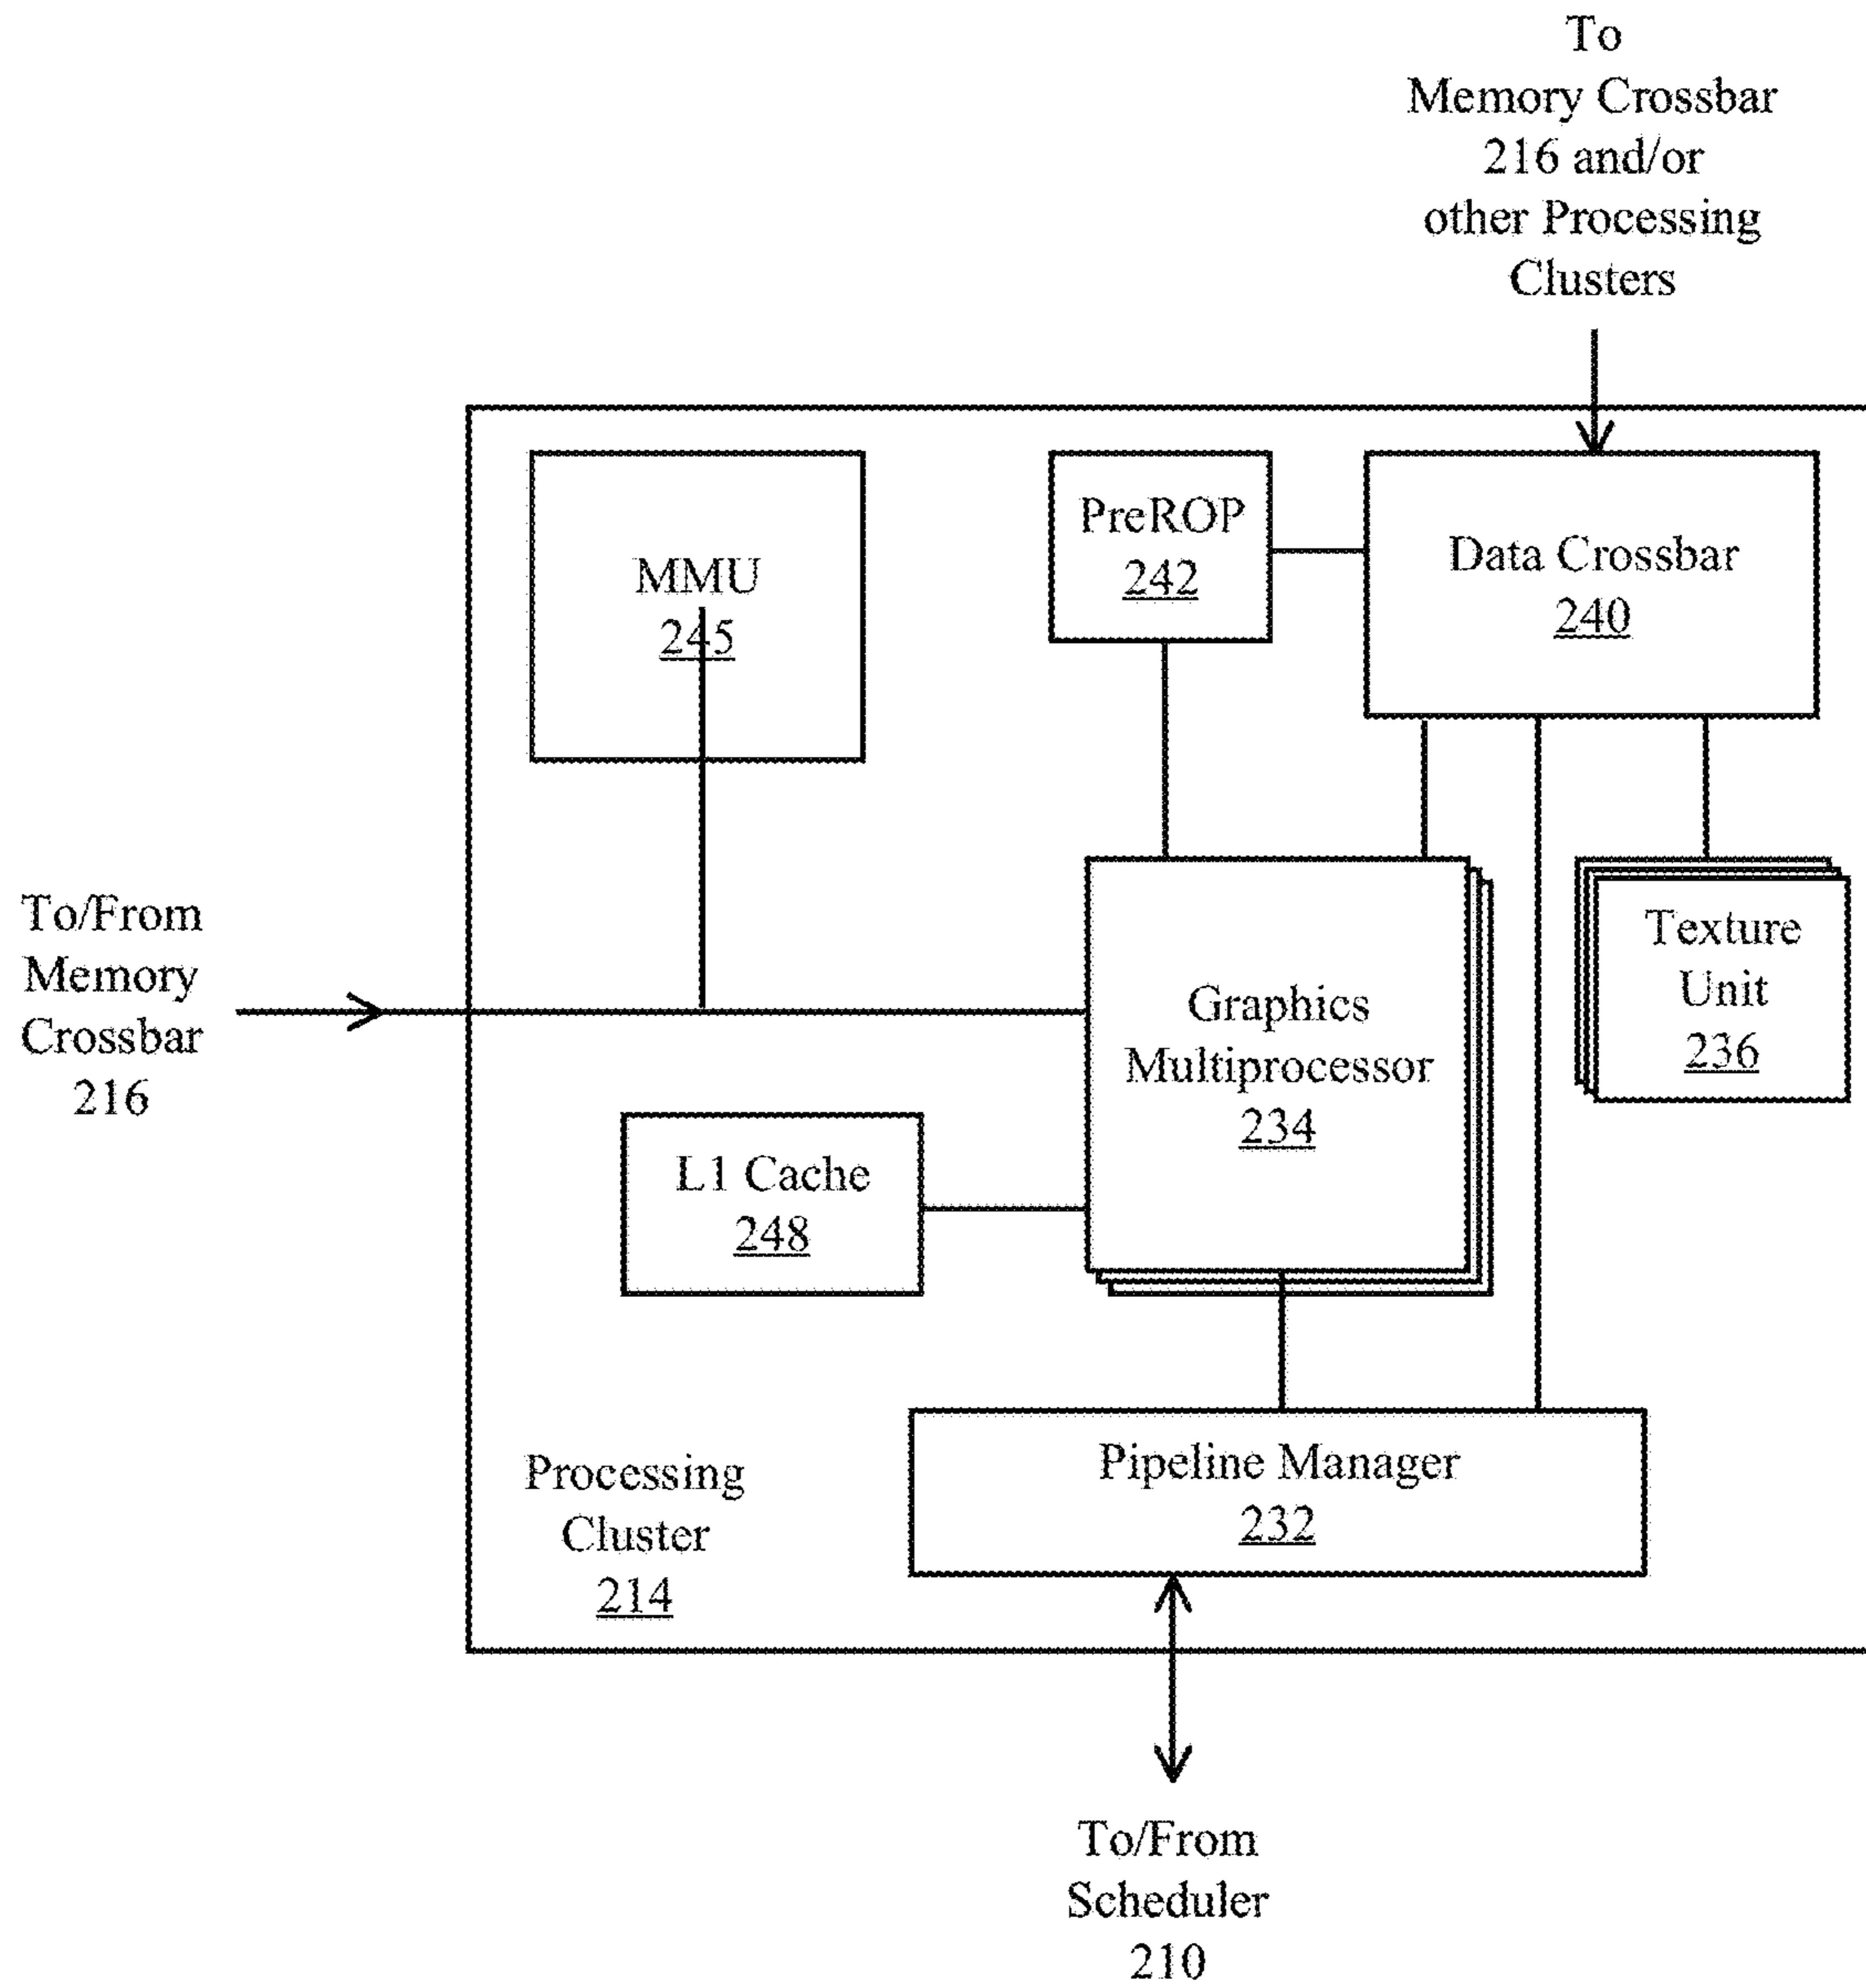 To
Memory Crossbar
216 and/or
other Processing
Clusters
MMU
245
PreROP
242
Data Crossbar
240
To/From
Memory
Crossbar
216
Graphics
Multiprocessor
234
Texture
Unit
236
L1 Cache
248
Pipeline Manager
232
Processing
Cluster
214
To/From
Scheduler
210